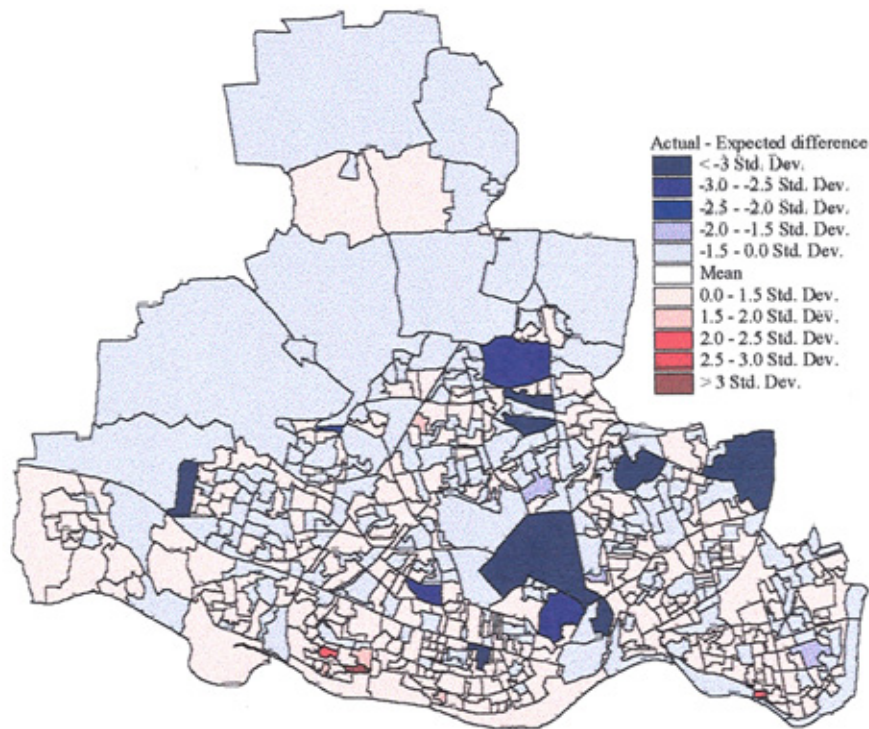 Actual - Expected difference
< -3 Std. Dev.
-3.0 - -2.5 Std. Dev.
-2.5 - -2.0 Std. Dev.
-2.0 - -1.5 Std. Dev.
-1.5 - 0.0 Std. Dev.
Mean
0.0 - 1.5 Std. Dev.
1.5 - 2.0 Std. Dev.
2.0 - 2.5 Std. Dev.
2.5 - 3.0 Std. Dev.
> 3 Std. Dev.